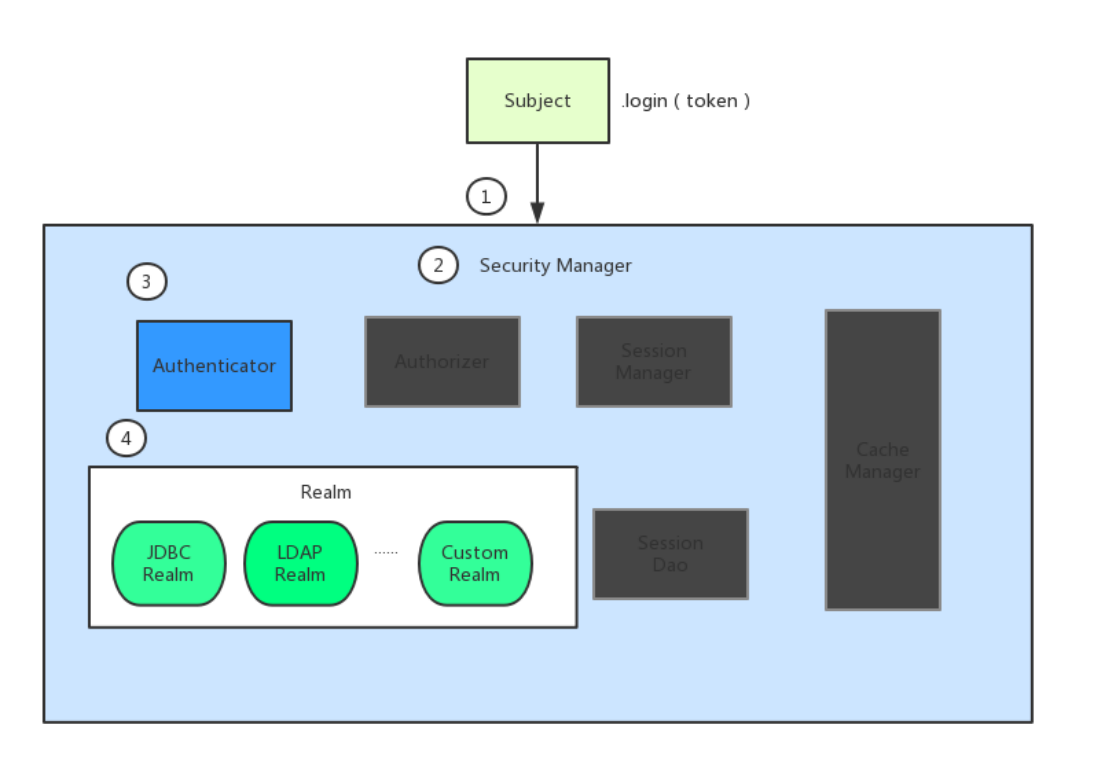 Subject
.login ( token )
1
2
Security Manager
3
Authenticator
Authorizer
Session
Manager
Cache
Manager
4
Realm
JDBC
Realm
LDAP
Realm
......
Custom
Realm
Session
Dao